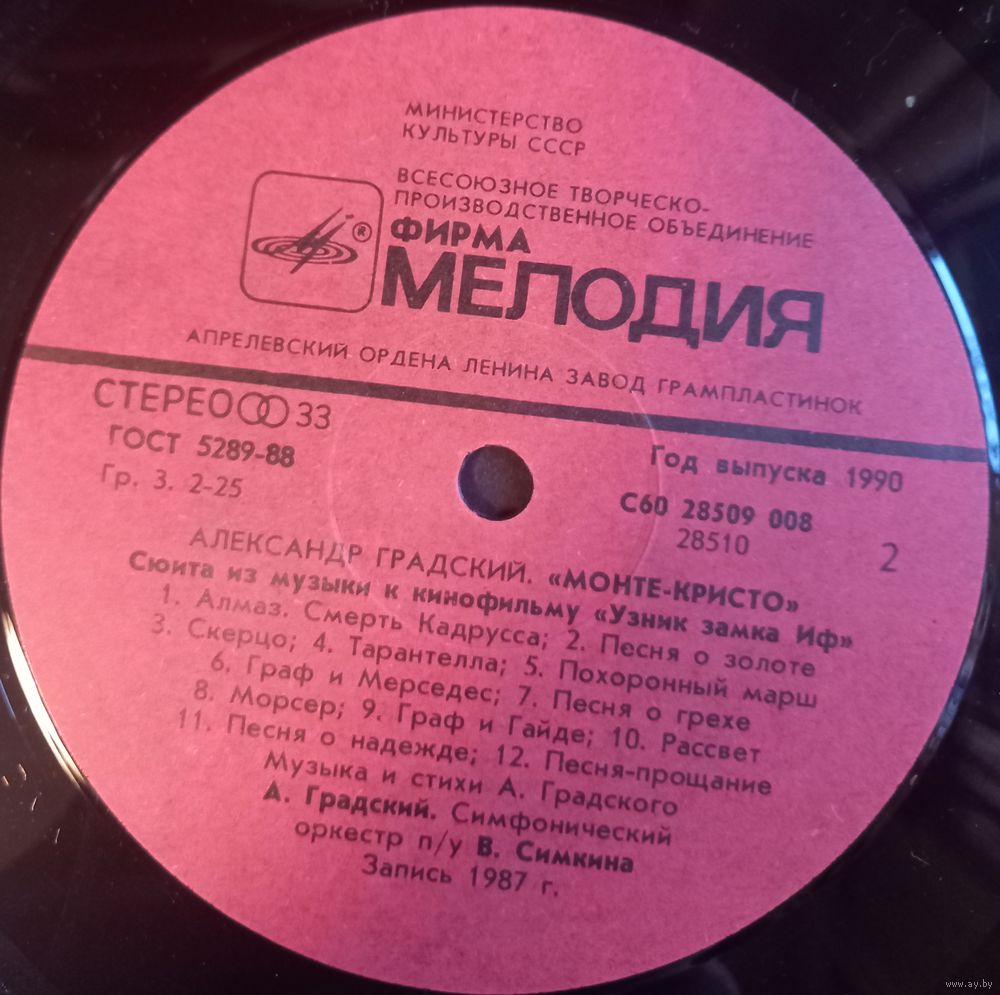 МИНИСТЕРСТВО
КУЛЬТУРЫ СССР
ВСЕСОЮЗНОЕ ТВОРЧЕСКО-
ПРОИЗВОДСТВЕННОЕ ОБЪЕДИНЕНИЕ
®
ФИРМА
МЕЛОДИЯ
АПРЕЛЕВСКИЙ ОРДЕНА ЛЕНИНА ЗАВОД ГРАМПЛАСТИНОК
СТЕРЕО 33
ГОСТ 5289-88
Гр. 3. 2-25
Год выпуска 1990
С60 28509 008
28510
2
АЛЕКСАНДР ГРАДСКИЙ. «МОНТЕ-КРИСТО»
Сюита из музыки к кинофильму «Узник замка Иф»
1. Алмаз. Смерть Кадрусса; 2. Песня о золоте
3. Скерцо; 4. Тарантелла; 5. Похоронный марш
6. Граф и Мерседес; 7. Песня о грехе
8. Морсер; 9. Граф и Гайде; 10. Рассвет
11. Песня о надежде; 12. Песня-прощание
Музыка и стихи А. Градского
А. Градский. Симфонический
оркестр п/у В. Симкина
Запись 1987 г.
www.ay.by